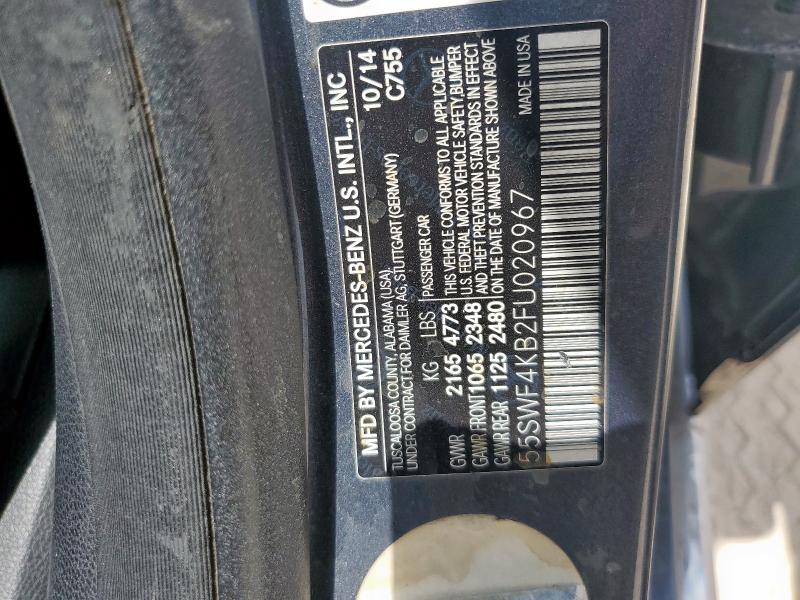 MFD BY MERCEDES-BENZ U.S. INTL., INC
TUSCALOOSA COUNTY, ALABAMA (USA)
UNDER CONTRACT FOR DAIMLER AG, STUTTGART (GERMANY)
10/14
C755
KG LBS
PASSENGER CAR
GVWR 2165 4773
GAWR FRONT 1065 2348
GAWR REAR 1125 2480
THIS VEHICLE CONFORMS TO ALL APPLICABLE
U.S. FEDERAL MOTOR VEHICLE SAFETY, BUMPER
AND THEFT PREVENTION STANDARDS IN EFFECT
ON THE DATE OF MANUFACTURE SHOWN ABOVE
55SWF4KB2FU020967
MADE IN USA